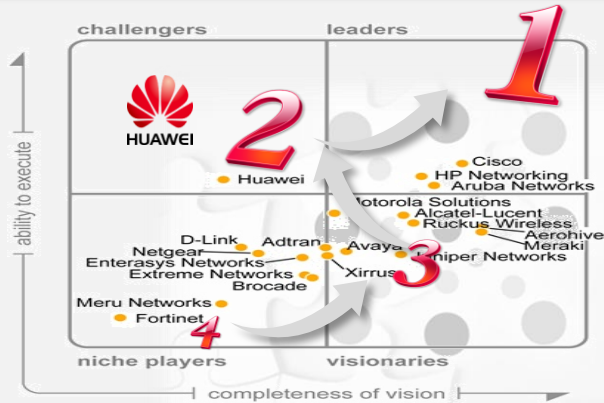 challengers
leaders
1
HUAWEI
2
Huawei
Cisco
HP Networking
Aruba Networks
ability to execute
Motorola Solutions
Alcatel-Lucent
Ruckus Wireless
Aerohive
Meraki
D-Link
Adtran
Avaya
Netgear
Juniper Networks
Enterasys Networks
3
Extreme Networks
Xirrus
Brocade
Meru Networks
Fortinet
4
niche players
visionaries
completeness of vision